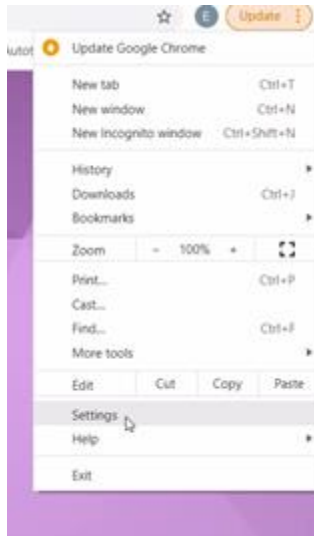 E Update
Update Google Chrome
New tab Ctrl+T
New window Ctrl+N
New Incognito window Ctrl+Shift+N
History
Downloads Ctrl+J
Bookmarks
Zoom - 100% +
Print... Ctrl+P
Cast...
Find... Ctrl+F
More tools
Edit Cut Copy Paste
Settings
Help
Exit